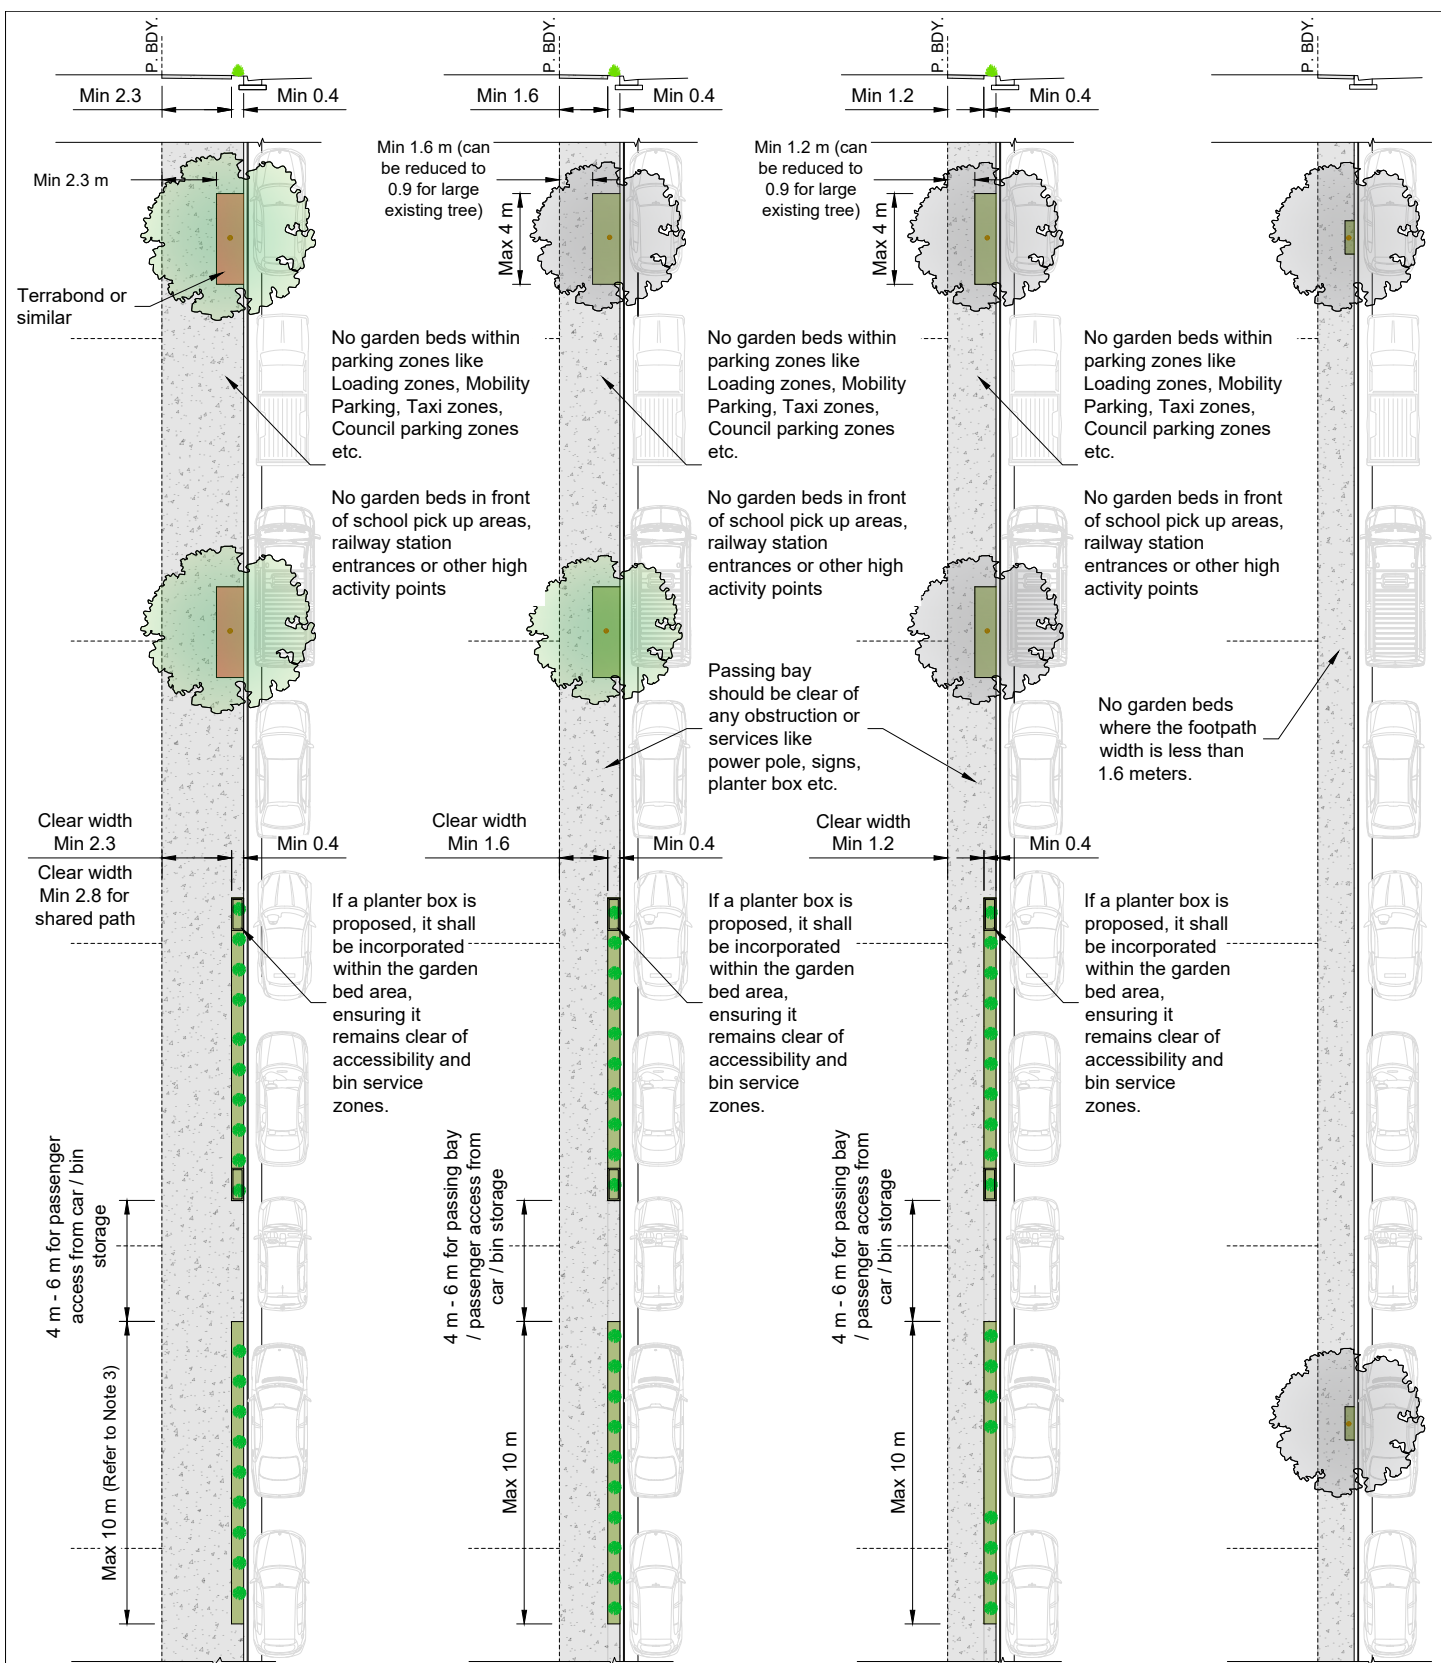 P. BDY.
P. BDY.
P. BDY.
P. BDY.
Min 2.3
Min 0.4
Min 1.6
Min 0.4
Min 1.2
Min 0.4
Min 2.3 m
Min 1.6 m (can
be reduced to
0.9 for large
existing tree)
Max 4 m
Min 1.2 m (can
be reduced to
0.9 for large
existing tree)
Max 4 m
Terrabond or
similar
No garden beds within
parking zones like
Loading zones, Mobility
Parking, Taxi zones,
Council parking zones
etc.
No garden beds within
parking zones like
Loading zones, Mobility
Parking, Taxi zones,
Council parking zones
etc.
No garden beds within
parking zones like
Loading zones, Mobility
Parking, Taxi zones,
Council parking zones
etc.
No garden beds in front
of school pick up areas,
railway station
entrances or other high
activity points
No garden beds in front
of school pick up areas,
railway station
entrances or other high
activity points
No garden beds in front
of school pick up areas,
railway station
entrances or other high
activity points
Passing bay
should be clear of
any obstruction or
services like
power pole, signs,
planter box etc.
No garden beds
where the footpath
width is less than
1.6 meters.
Clear width
Min 2.3
Min 0.4
Clear width
Min 2.8 for
shared path
Clear width
Min 1.6
Min 0.4
Clear width
Min 1.2
Min 0.4
If a planter box is
proposed, it shall
be incorporated
within the garden
bed area,
ensuring it
remains clear of
accessibility and
bin service
zones.
If a planter box is
proposed, it shall
be incorporated
within the garden
bed area,
ensuring it
remains clear of
accessibility and
bin service
zones.
If a planter box is
proposed, it shall
be incorporated
within the garden
bed area,
ensuring it
remains clear of
accessibility and
bin service
zones.
4 m - 6 m for passenger
access from car / bin
storage
4 m - 6 m for passing bay
/ passenger access from
car / bin storage
4 m - 6 m for passing bay
/ passenger access from
car / bin storage
Max 10 m (Refer to Note 3)
Max 10 m
Max 10 m